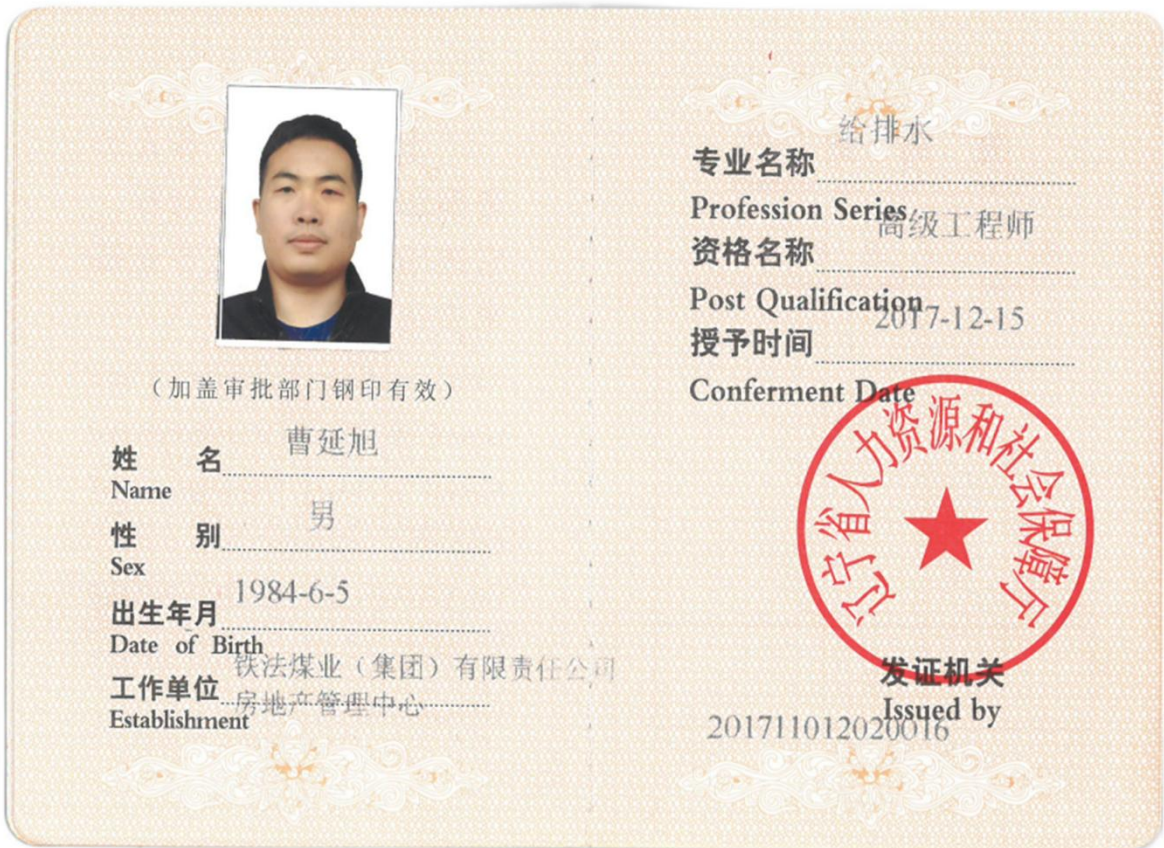 （加盖审批部门钢印有效）
姓 名 曹延旭
Name
性 别 男
Sex
出生年月 1984-6-5
Date of Birth
工作单位 铁法煤业（集团）有限责任公司
房地产管理中心
Establishment
专业名称 给排水
Profession Series
资格名称 高级工程师
Post Qualification
授予时间 2017-12-15
Conferment Date
辽宁省人力资源和社会保障厅
发证机关
Issued by
201711012020016